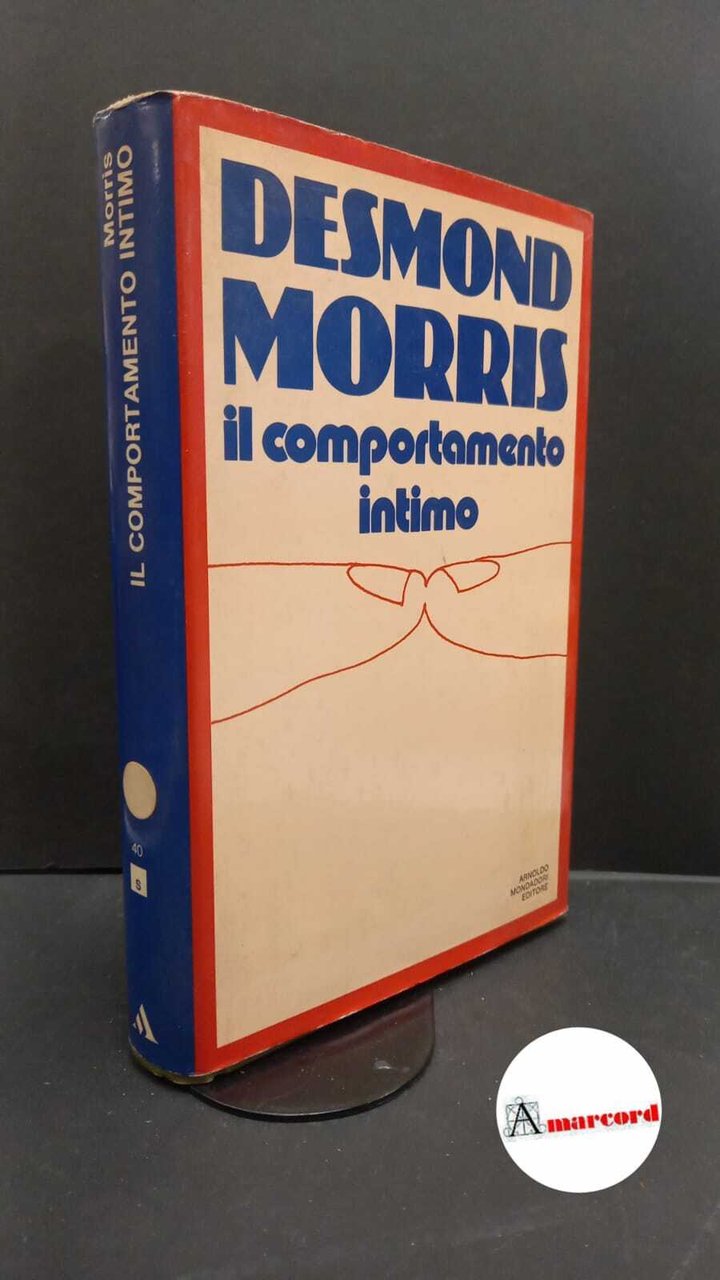 Morris
IL COMPORTAMENTO INTIMO
40
S
DESMOND
MORRIS
il comportamento
intimo
ARNOLDO
MONDADORI
EDITORE
Amarcord